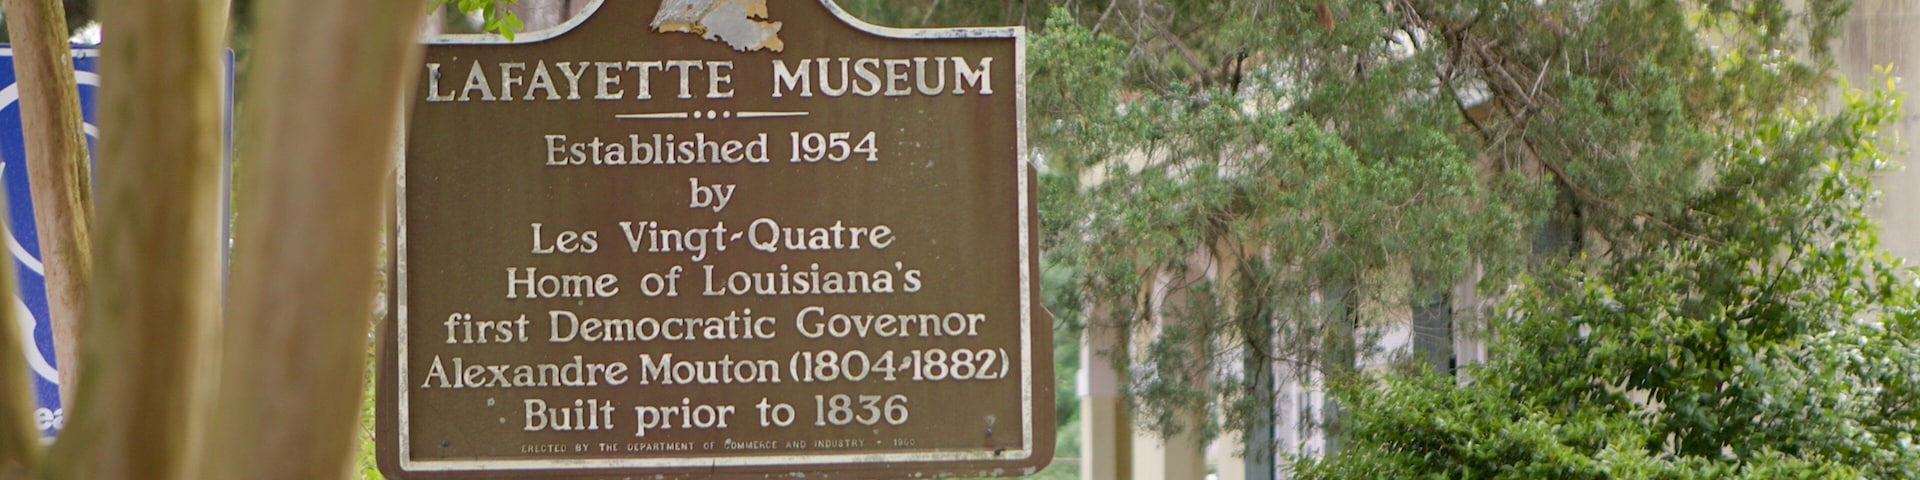 LAFAYETTE MUSEUM
Established 1954
by
Les Vingt-Quatre
Home of Louisiana's
first Democratic Governor
Alexandre Mouton (1804-1882)
Built prior to 1836
ERECTED BY THE DEPARTMENT OF COMMERCE AND INDUSTRY - 1960